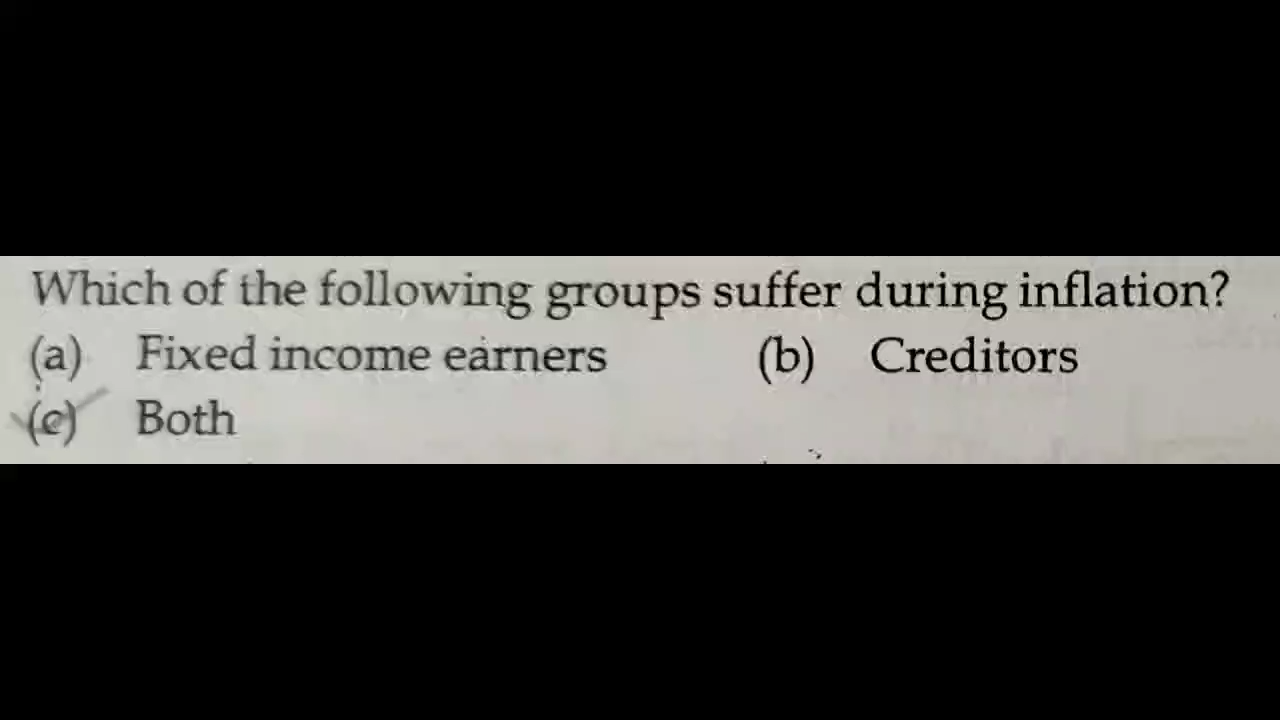 Which of the following groups suffer during inflation?
(a) Fixed income earners (b) Creditors
(c) Both